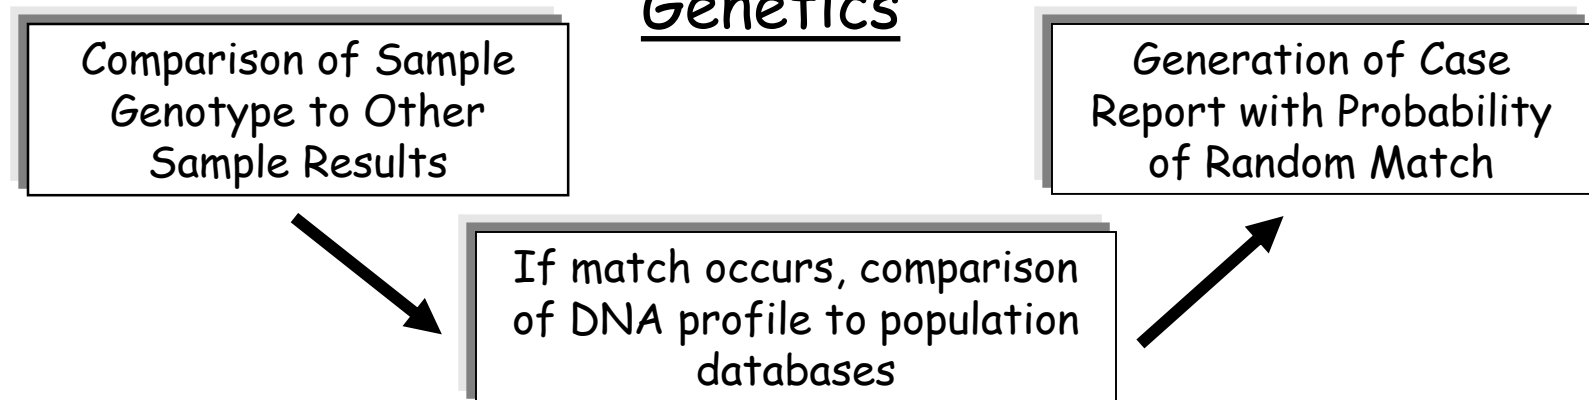 Genetics
Comparison of Sample
Genotype to Other
Sample Results
If match occurs, comparison
of DNA profile to population
databases
Generation of Case
Report with Probability
of Random Match